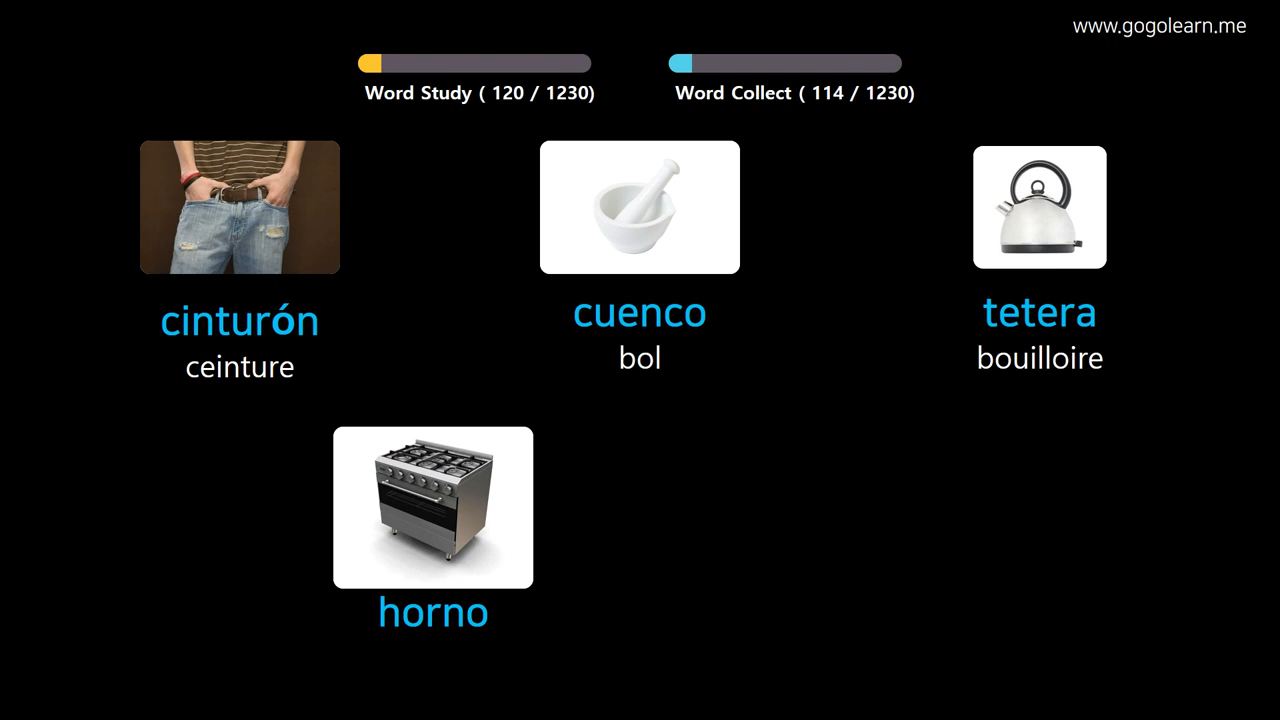 www.gogolearn.me
Word Study ( 120 / 1230)
Word Collect ( 114 / 1230)
cinturón
ceinture
cuenco
bol
tetera
bouilloire
horno